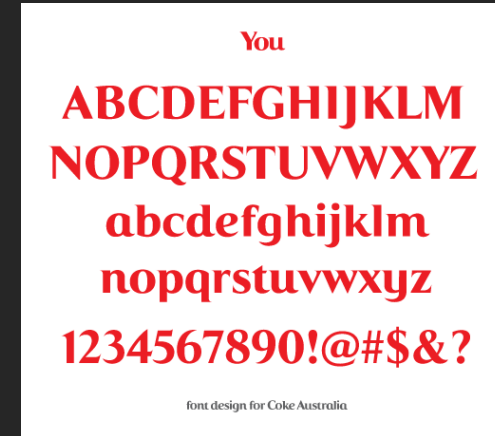 You
ABCDEFGHIJKLM
NOPQRSTUVWXYZ
abcdefghijklm
nopqrstuvwxyz
1234567890!@#$&?
font design for Coke Australia